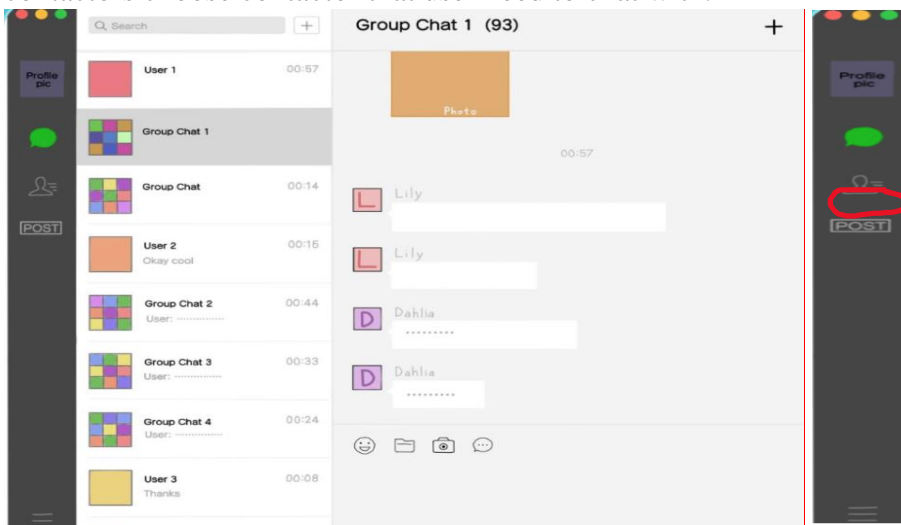 Profile
pic
POST
Search
User 1 00:57
Group Chat 1
Group Chat 00:14
User 2 00:15
Okay cool
Group Chat 2 00:44
User: ··············
Group Chat 3 00:33
User: ··············
Group Chat 4 00:24
User: ··············
User 3 00:08
Thanks
Group Chat 1 (93)
Photo
00:57
L Lily
L Lily
D Dahlia
·········
D Dahlia
·········
Profile
pic
POST